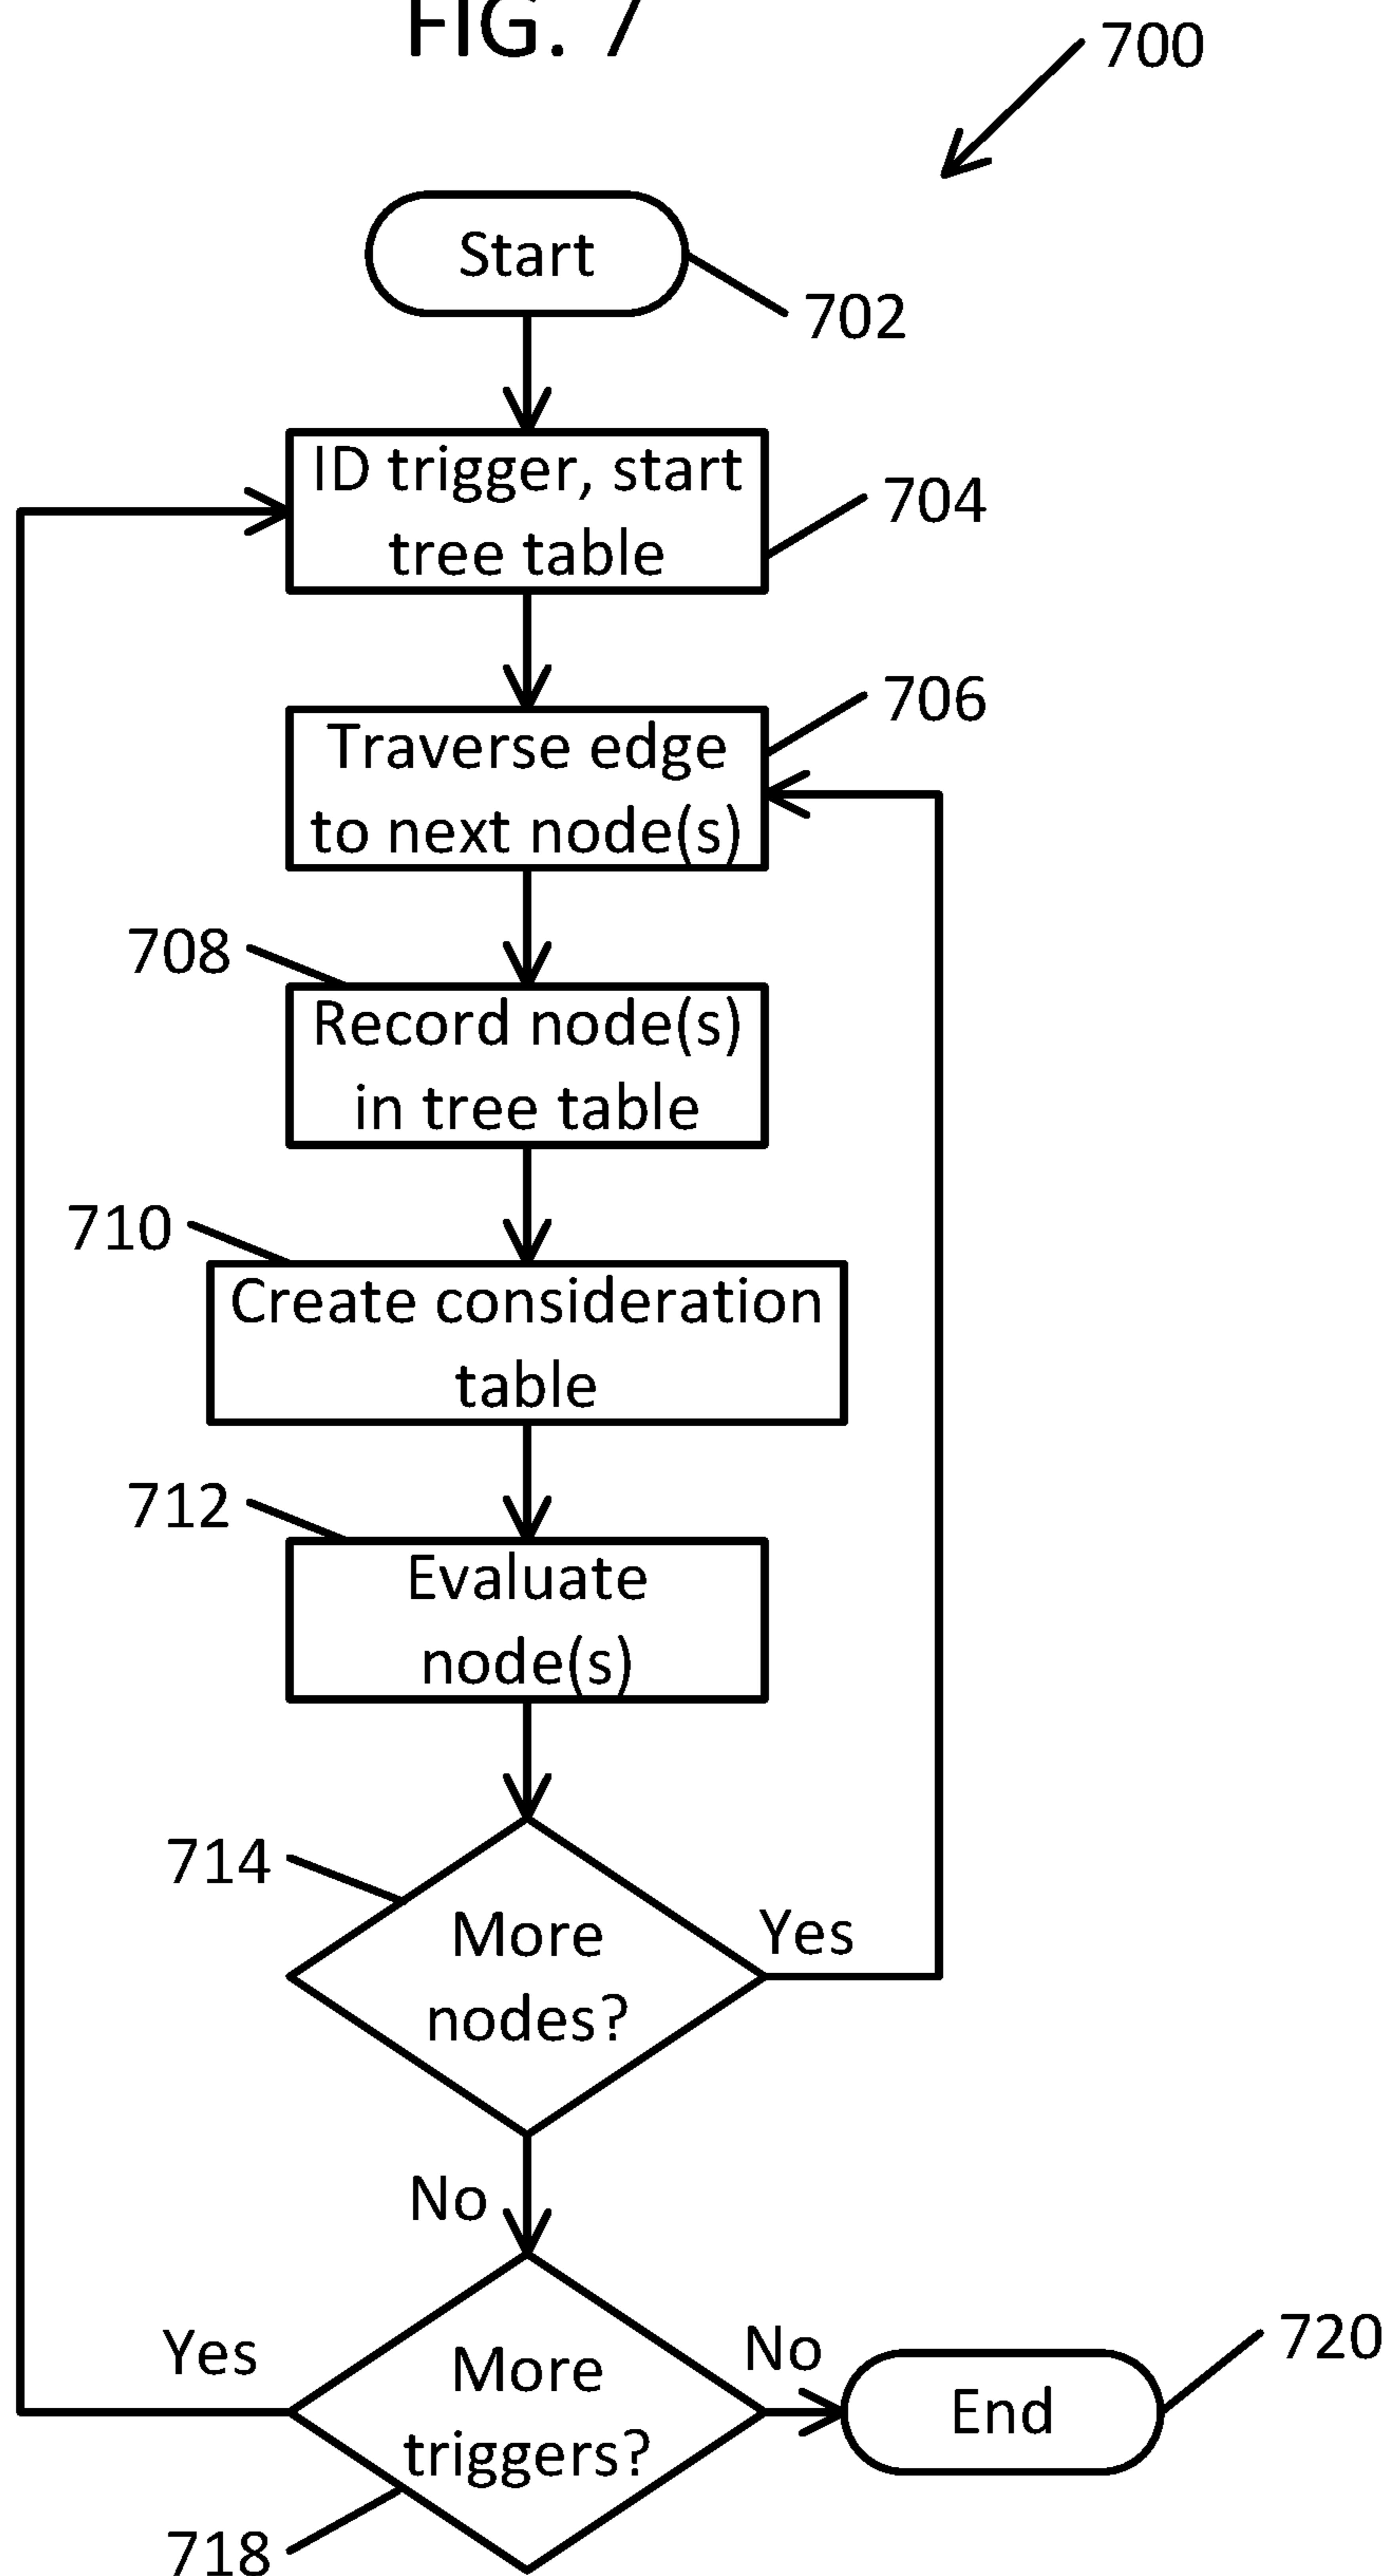 FIG. 7
700
Start
702
ID trigger, start
tree table
704
706
Traverse edge
to next node(s)
708
Record node(s)
in tree table
710
Create consideration
table
712
Evaluate
node(s)
714
More
nodes?
Yes
No
Yes
More
triggers?
No
End
720
718